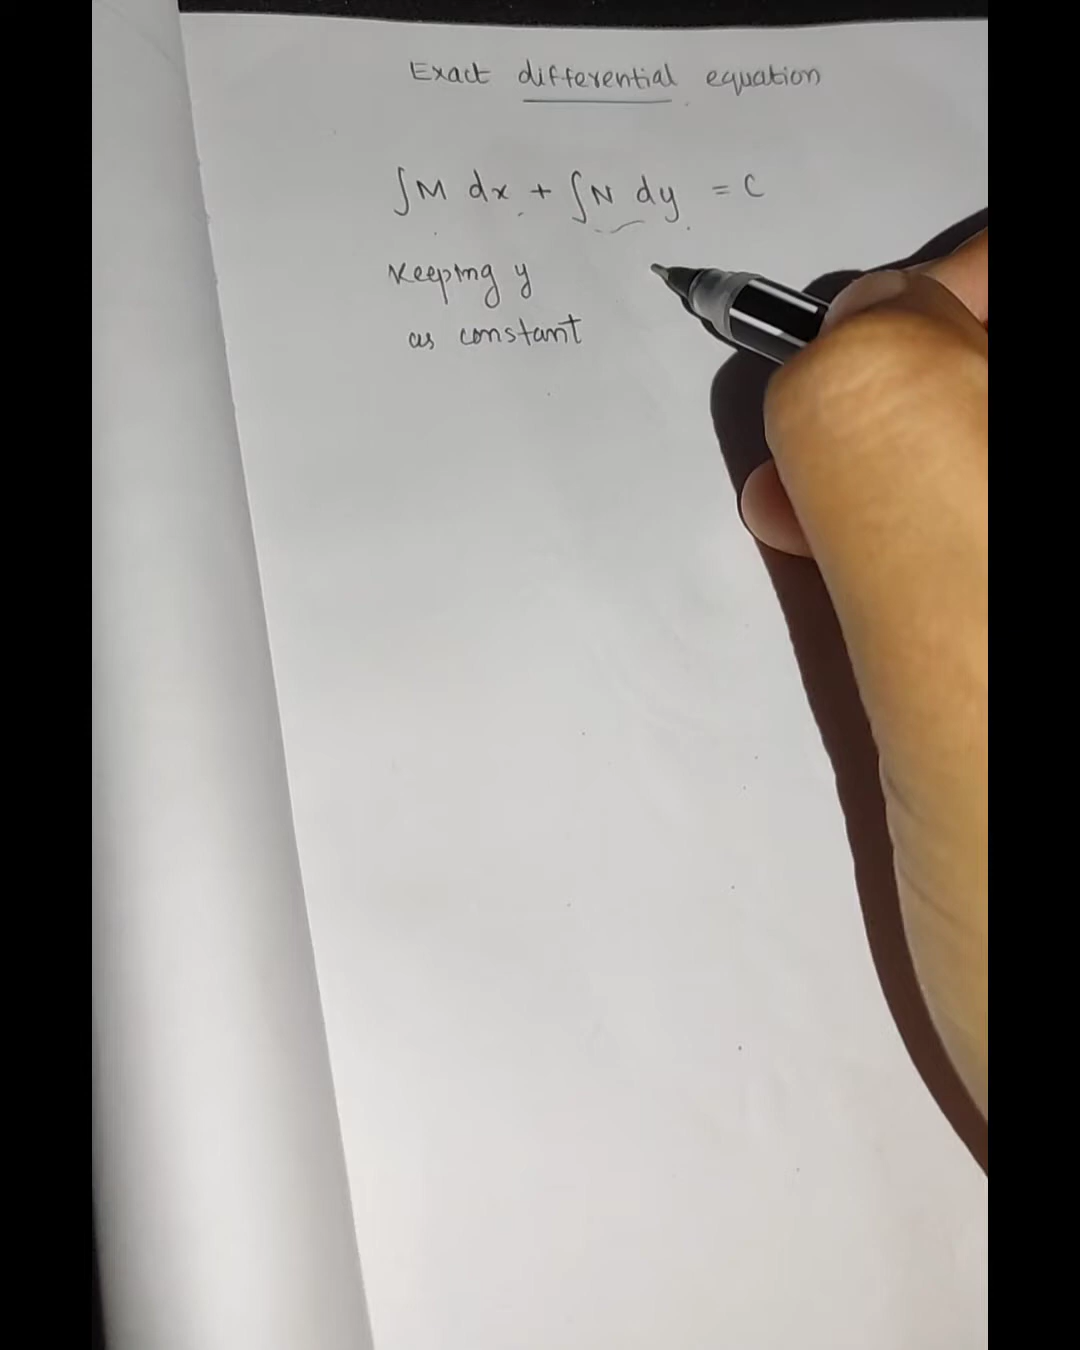 Exact differential equation
∫M dx + ∫N dy = C
Keeping y
as constant